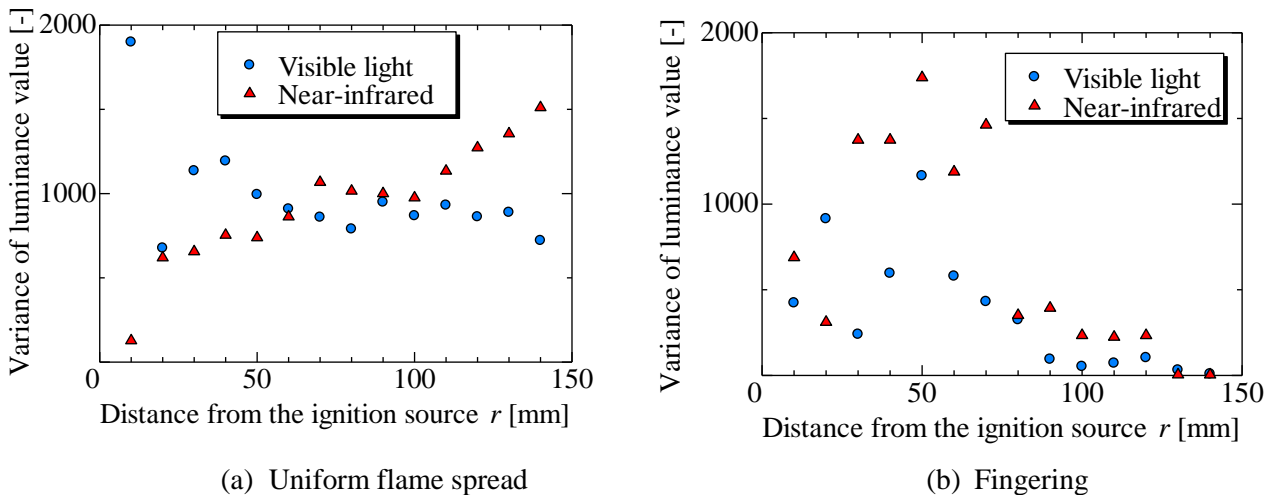 2000
1000
0
50
100
150
Variance of luminance value [-]
Visible light
Near-infrared
Distance from the ignition source r [mm]
(a) Uniform flame spread
2000
1000
0
50
100
150
Variance of luminance value [-]
Visible light
Near-infrared
Distance from the ignition source r [mm]
(b) Fingering